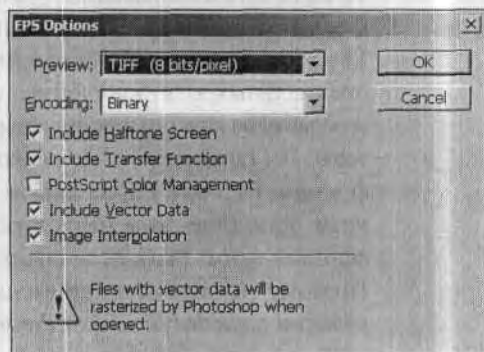 EPS Options
Preview: TIFF (8 bits/pixel)
OK
Encoding: Binary
Cancel
Include Halftone Screen
Include Transfer Function
PostScript Color Management
Include Vector Data
Image Interpolation
Files with vector data will be
rasterized by Photoshop when
opened.